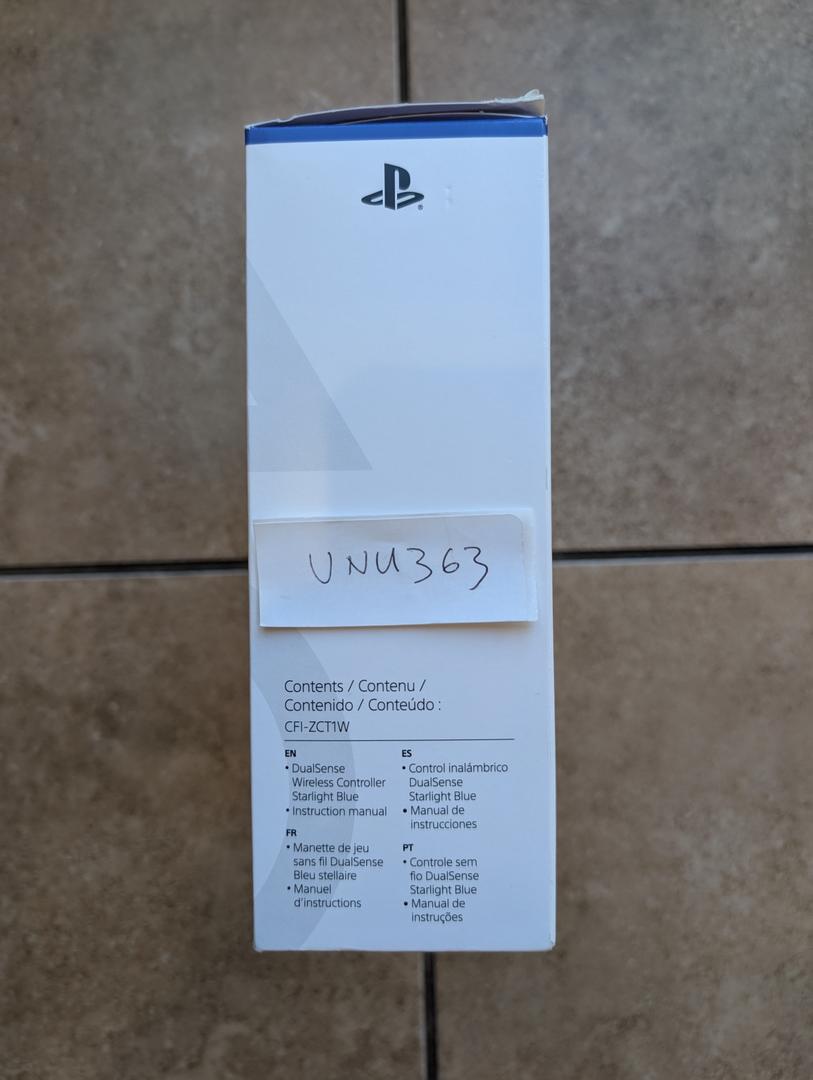 ®
UNU363
Contents / Contenu /
Contenido / Conteúdo :
CFI-ZCT1W
EN
• DualSense
Wireless Controller
Starlight Blue
• Instruction manual
FR
• Manette de jeu
sans fil DualSense
Bleu stellaire
• Manuel
d'instructions
ES
• Control inalámbrico
DualSense
Starlight Blue
• Manual de
instrucciones
PT
• Controle sem
fio DualSense
Starlight Blue
• Manual de
instruções